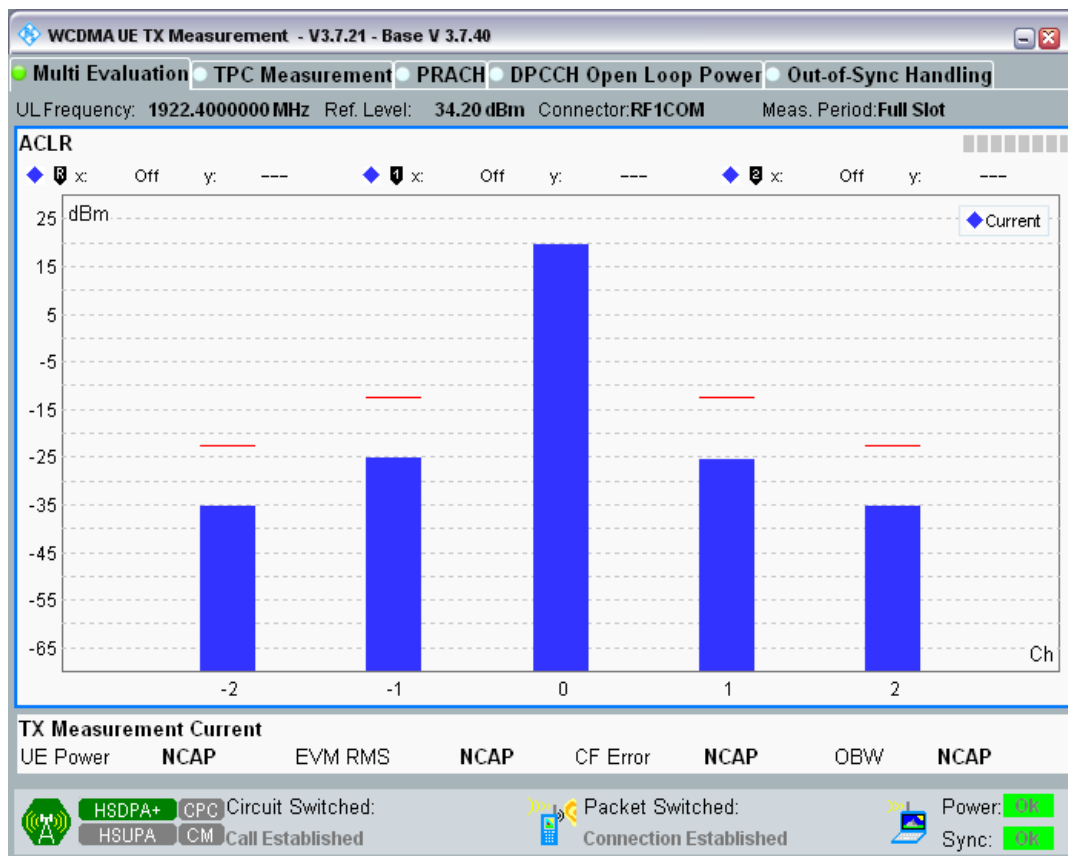 WCDMA UE TX Measurement - V3.7.21 - Base V 3.7.40
Multi Evaluation TPC Measurement PRACH DPCCH Open Loop Power Out-of-Sync Handling
UL Frequency: 1922.4000000 MHz Ref. Level: 34.20 dBm Connector:RF1COM Meas. Period:Full Slot
ACLR
R x: Off y: --- 1 x: Off y: --- 2 x: Off y: ---
25 dBm
Current
15
5
-5
-15
-25
-35
-45
-55
-65
Ch
-2 -1 0 1 2
TX Measurement Current
UE Power NCAP EVM RMS NCAP CF Error NCAP OBW NCAP
HSDPA+ CPC Circuit Switched: Packet Switched: Power: OK
HSUPA CM Call Established Connection Established Sync: OK